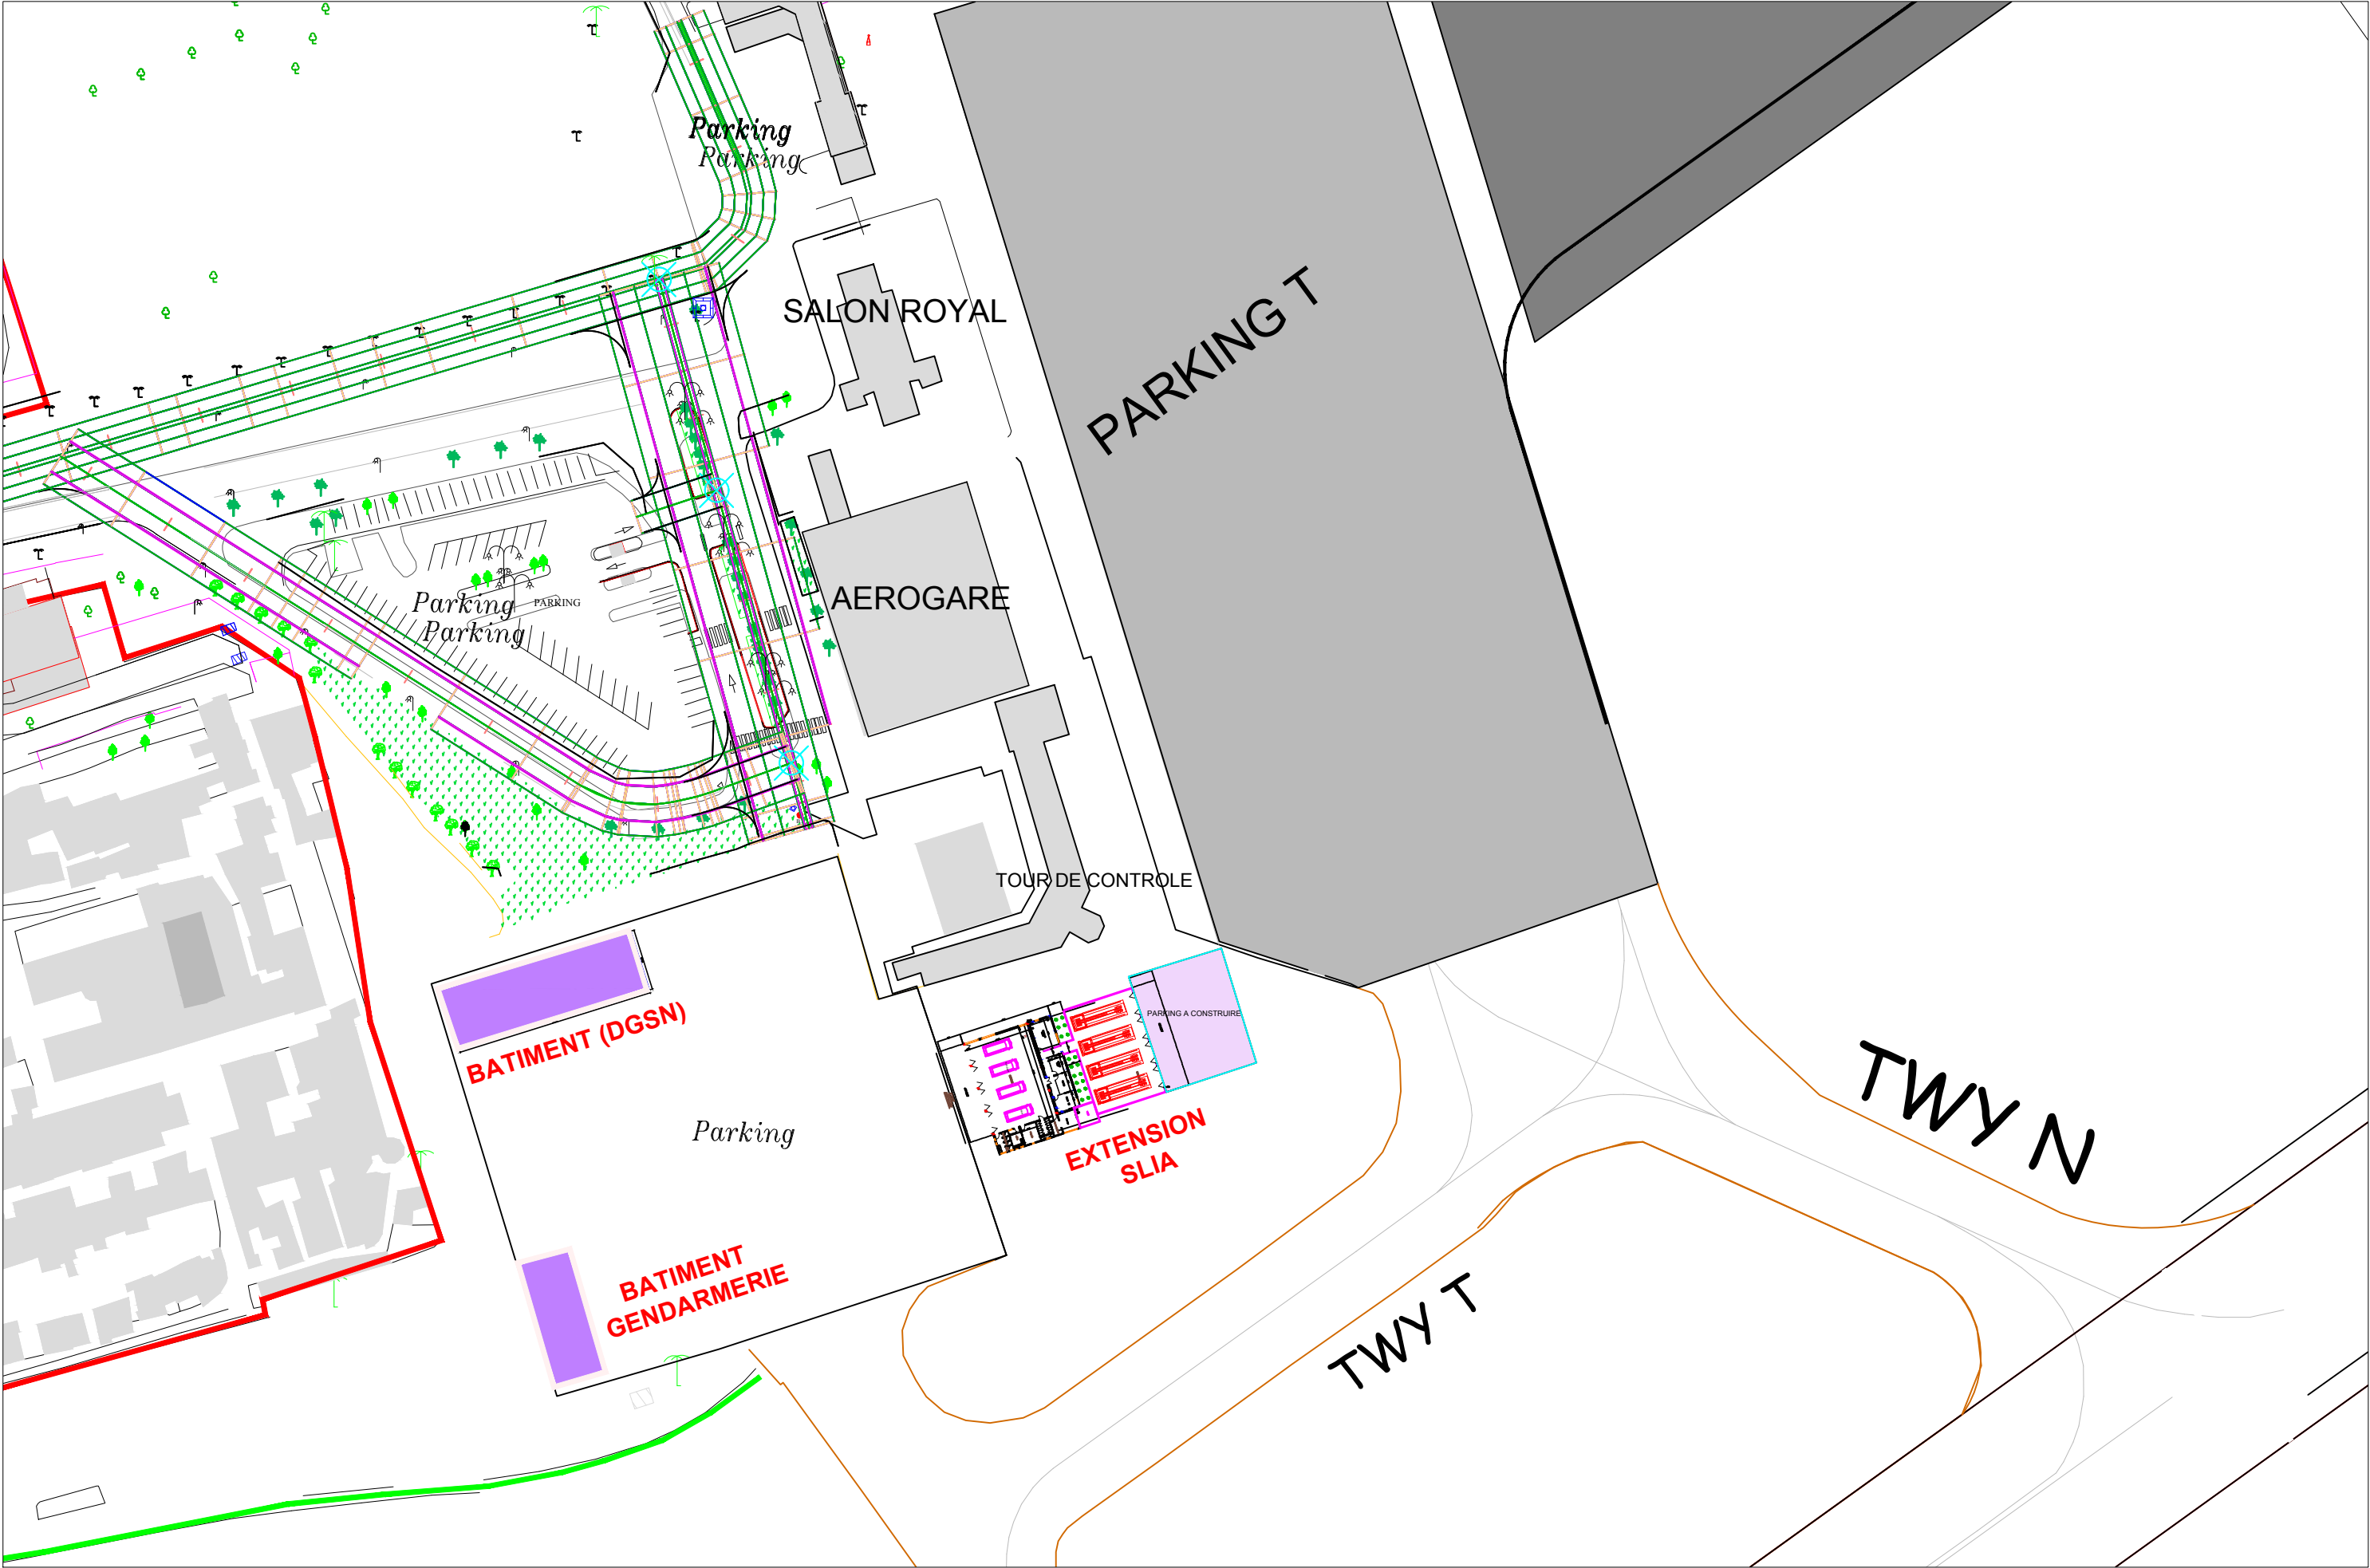 Parking
Parking
SALON ROYAL
PARKING T
AEROGARE
Parking
PARKING
Parking
TOUR DE CONTROLE
PARKING A CONSTRUIRE
BATIMENT (DGSN)
Parking
EXTENSION
SLIA
TWY N
BATIMENT
GENDARMERIE
TWY T